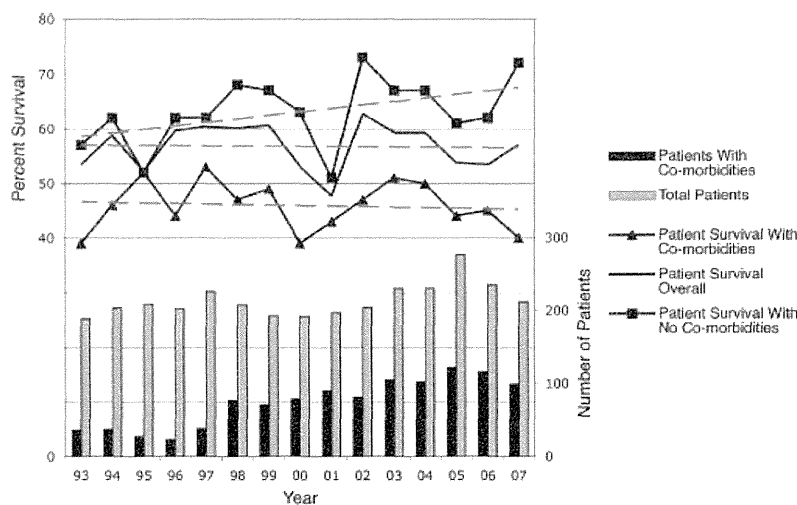 80
70
60
50
40
0
Percent Survival
300
200
100
0
Number of Patients
93 94 95 96 97 98 99 00 01 02 03 04 05 06 07
Year
Patients With
Co-morbidities
Total Patients
Patient Survival With
Co-morbidities
Patient Survival
Overall
Patient Survival With
No Co-morbidities